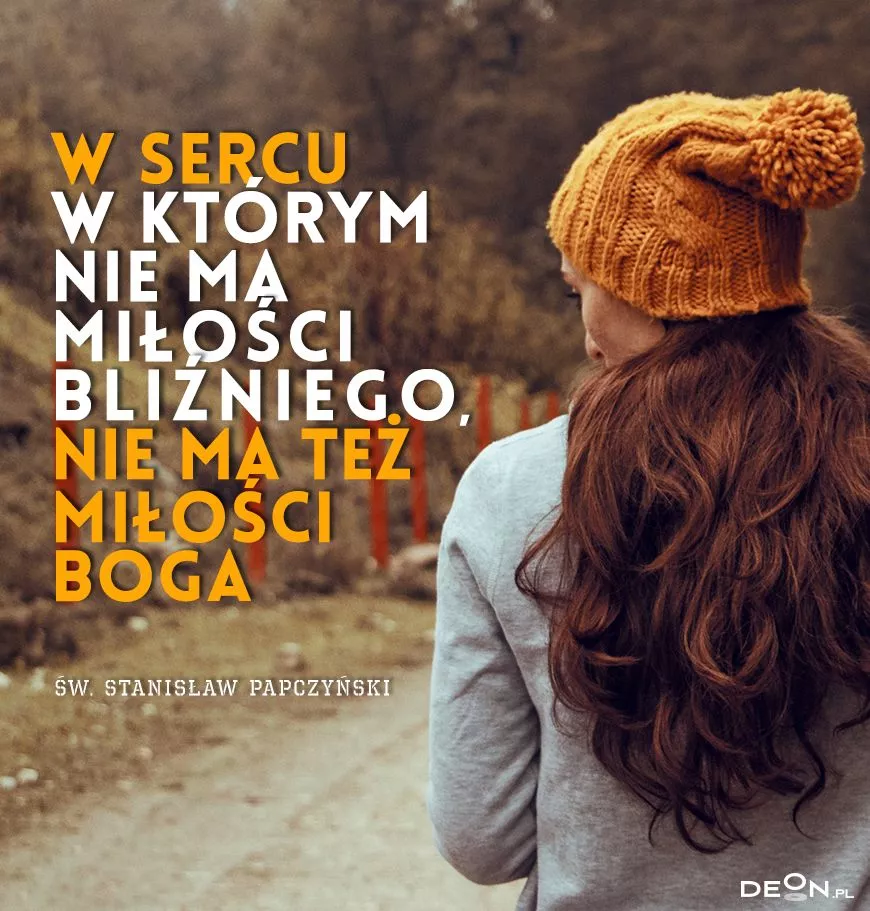 W SERCU
W KTÓRYM
NIE MA
MIŁOŚCI
BLIŹNIEGO,
NIE MA TEŻ
MIŁOŚCI
BOGA
ŚW. STANISŁAW PAPCZYŃSKI
DEON.PL